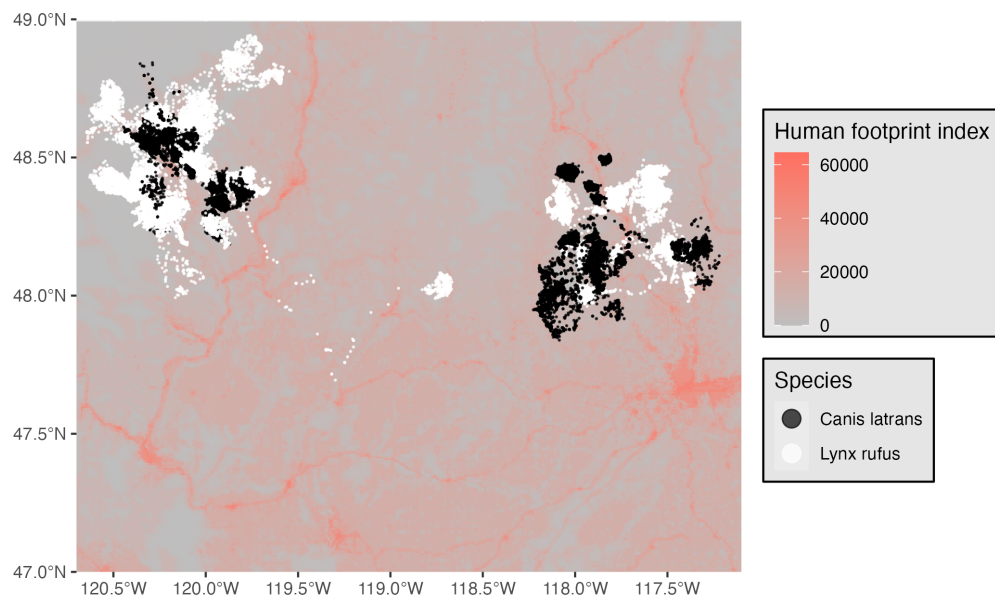 49.0°N
48.5°N
48.0°N
47.5°N
47.0°N
120.5°W 120.0°W 119.5°W 119.0°W 118.5°W 118.0°W 117.5°W
Human footprint index
60000
40000
20000
0
Species
Canis latrans
Lynx rufus